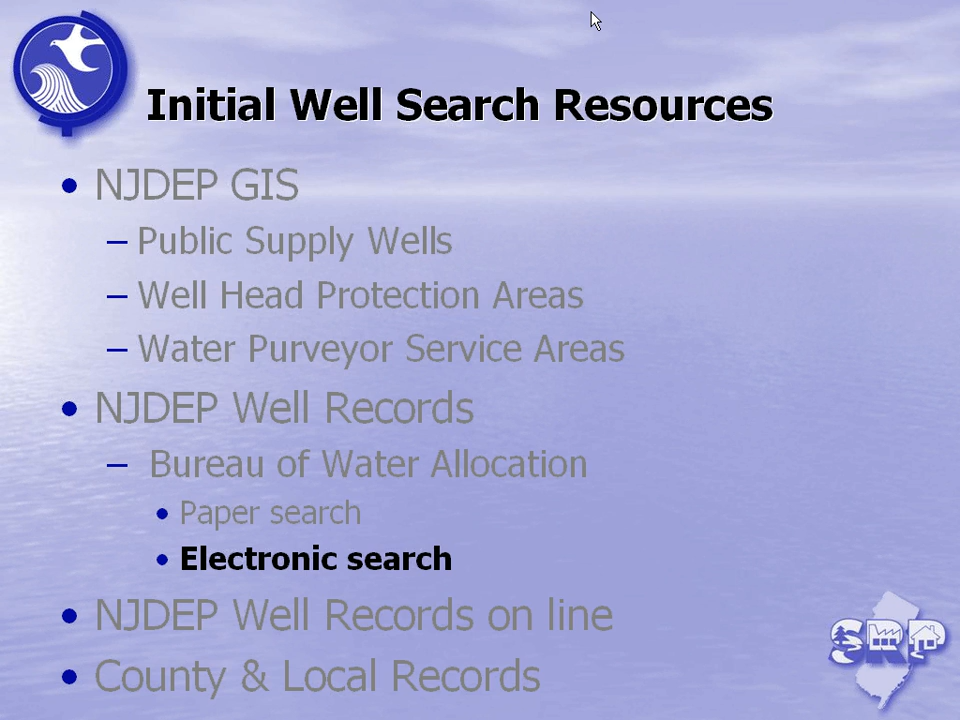 Initial Well Search Resources
• NJDEP GIS
– Public Supply Wells
– Well Head Protection Areas
– Water Purveyor Service Areas
• NJDEP Well Records
– Bureau of Water Allocation
• Paper search
• Electronic search
• NJDEP Well Records on line
• County & Local Records
SRP